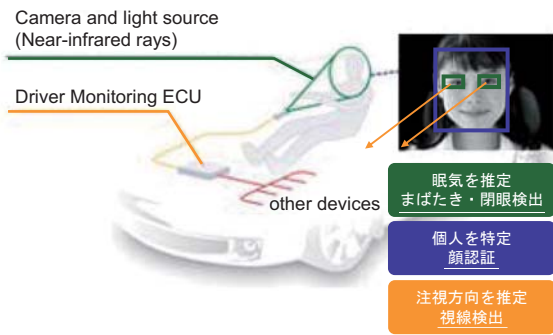 Camera and light source
(Near-infrared rays)
Driver Monitoring ECU
other devices
眠気を推定
まばたき・閉眼検出
個人を特定
顔認証
注視方向を推定
視線検出